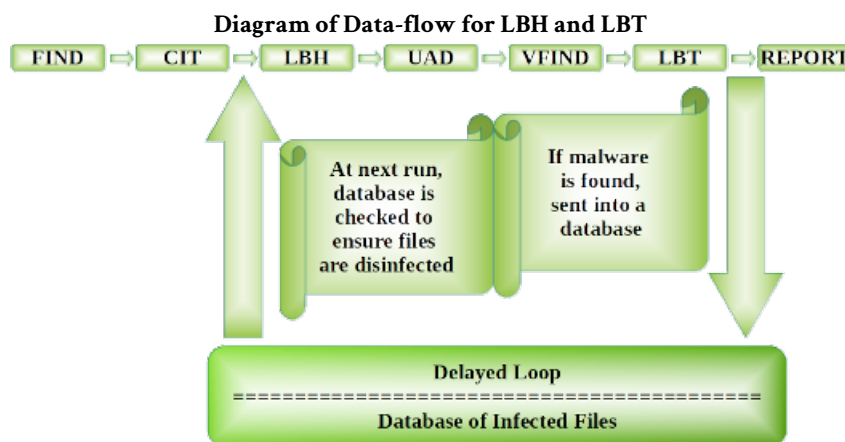 Diagram of Data-flow for LBH and LBT
FIND CIT LBH UAD VFIND LBT REPORT
At next run,
database is
checked to
ensure files
are disinfected
If malware
is found,
sent into a
database
Delayed Loop
===========================================
Database of Infected Files